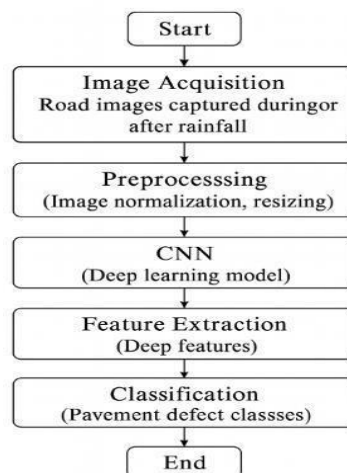 Start
Image Acquisition
Road images captured duringor
after rainfall
Preprocesssing
(Image normalization, resizing)
CNN
(Deep learning model)
Feature Extraction
(Deep features)
Classification
(Pavement defect classses)
End